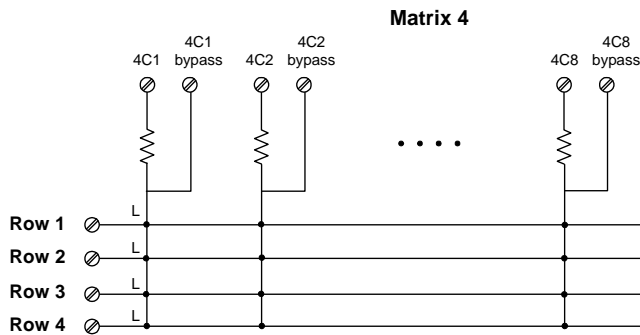 Matrix 4
4C1
4C1 bypass
4C2
4C2 bypass
4C8
4C8 bypass
L
Row 1
L
Row 2
L
Row 3
L
Row 4